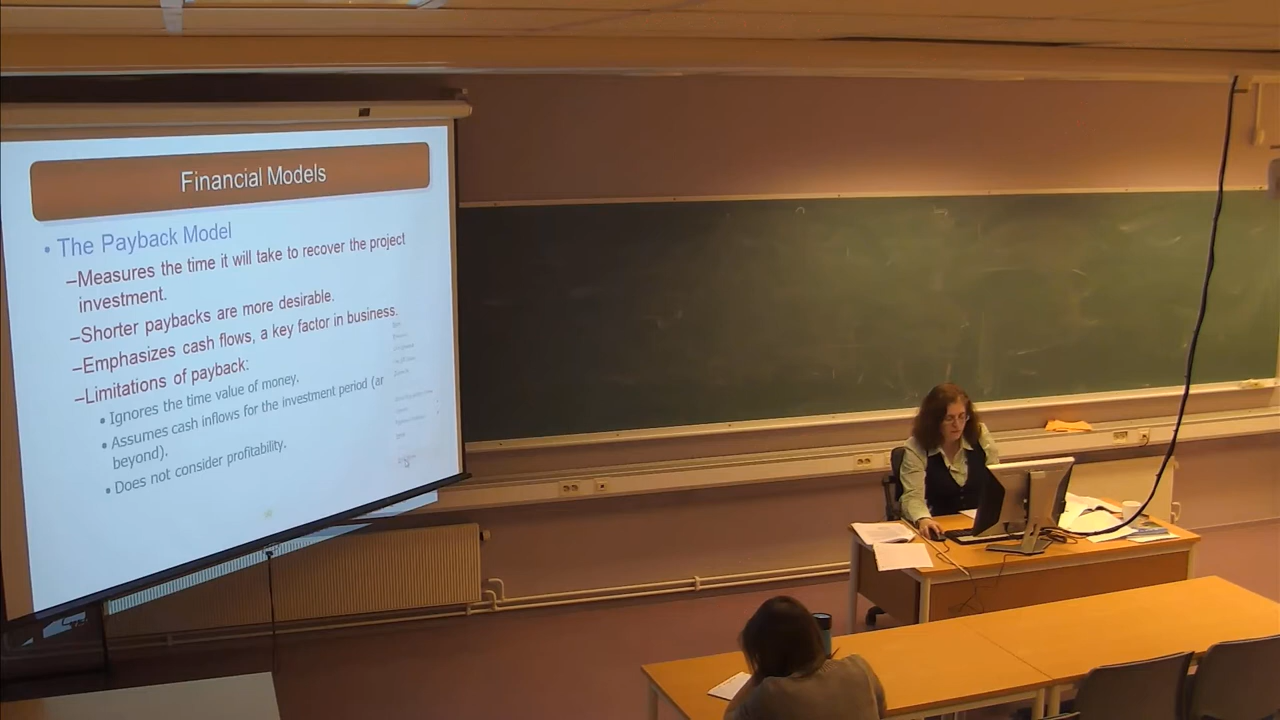 Financial Models
• The Payback Model
–Measures the time it will take to recover the project
investment.
–Shorter paybacks are more desirable.
–Emphasizes cash flows, a key factor in business.
–Limitations of payback:
• Ignores the time value of money.
• Assumes cash inflows for the investment period (ar
beyond).
• Does not consider profitability.